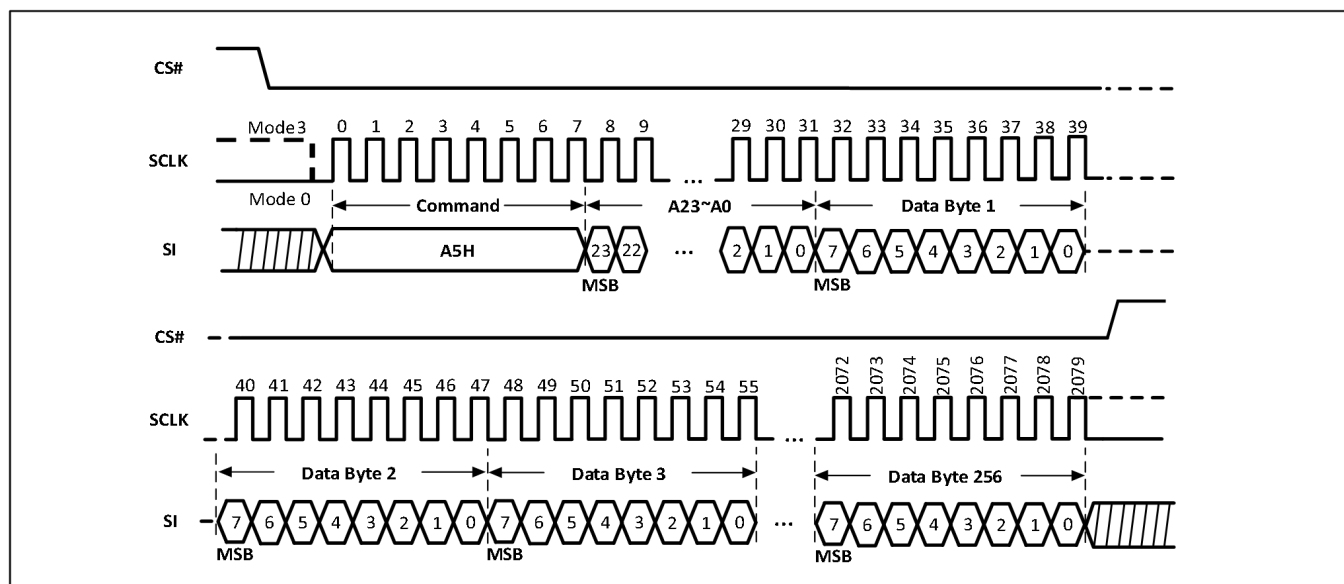 CS#
Mode3 0 1 2 3 4 5 6 7 8 9 29 30 31 32 33 34 35 36 37 38 39
SCLK ...
Mode 0
Command A23~A0 Data Byte 1
SI A5H 23 22 ... 2 1 0 7 6 5 4 3 2 1 0
MSB MSB
CS#
40 41 42 43 44 45 46 47 48 49 50 51 52 53 54 55 2072 2073 2074 2075 2076 2077 2078 2079
SCLK ...
Data Byte 2 Data Byte 3 Data Byte 256
SI 7 6 5 4 3 2 1 0 7 6 5 4 3 2 1 0 ... 7 6 5 4 3 2 1 0
MSB MSB MSB